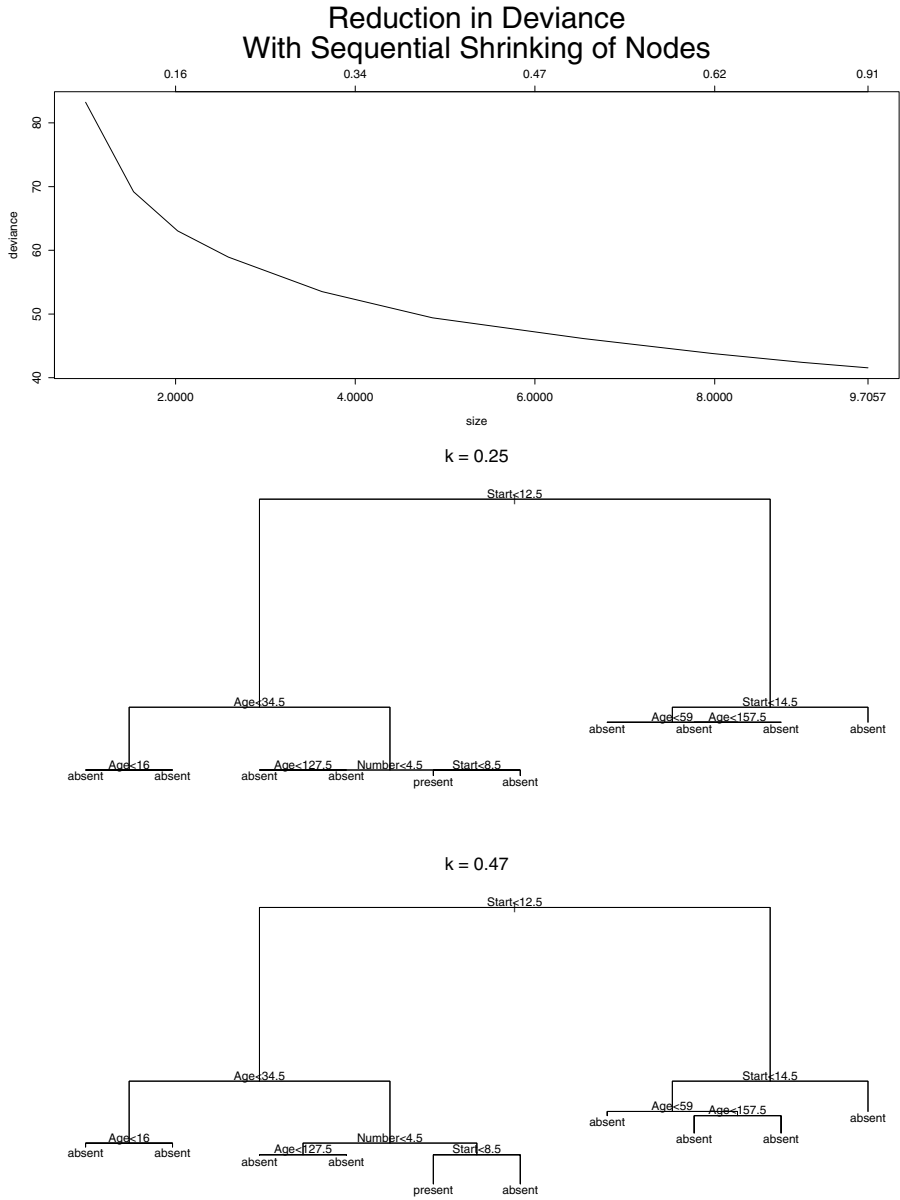 Reduction in Deviance
With Sequential Shrinking of Nodes
0.16 0.34 0.47 0.62 0.91
80
70
60
50
40
deviance
2.0000 4.0000 6.0000 8.0000 9.7057
size
k = 0.25
Start<12.5
Age<34.5 Start<14.5
Age<59 Age<157.5
absent absent absent absent
Age<16 Age<127.5 Number<4.5 Start<8.5
absent absent absent absent present absent
k = 0.47
Start<12.5
Age<34.5 Start<14.5
Age<59 Age<157.5
absent absent
absent absent
Age<16 Number<4.5
absent absent Age<127.5 Start<8.5
absent absent
present absent